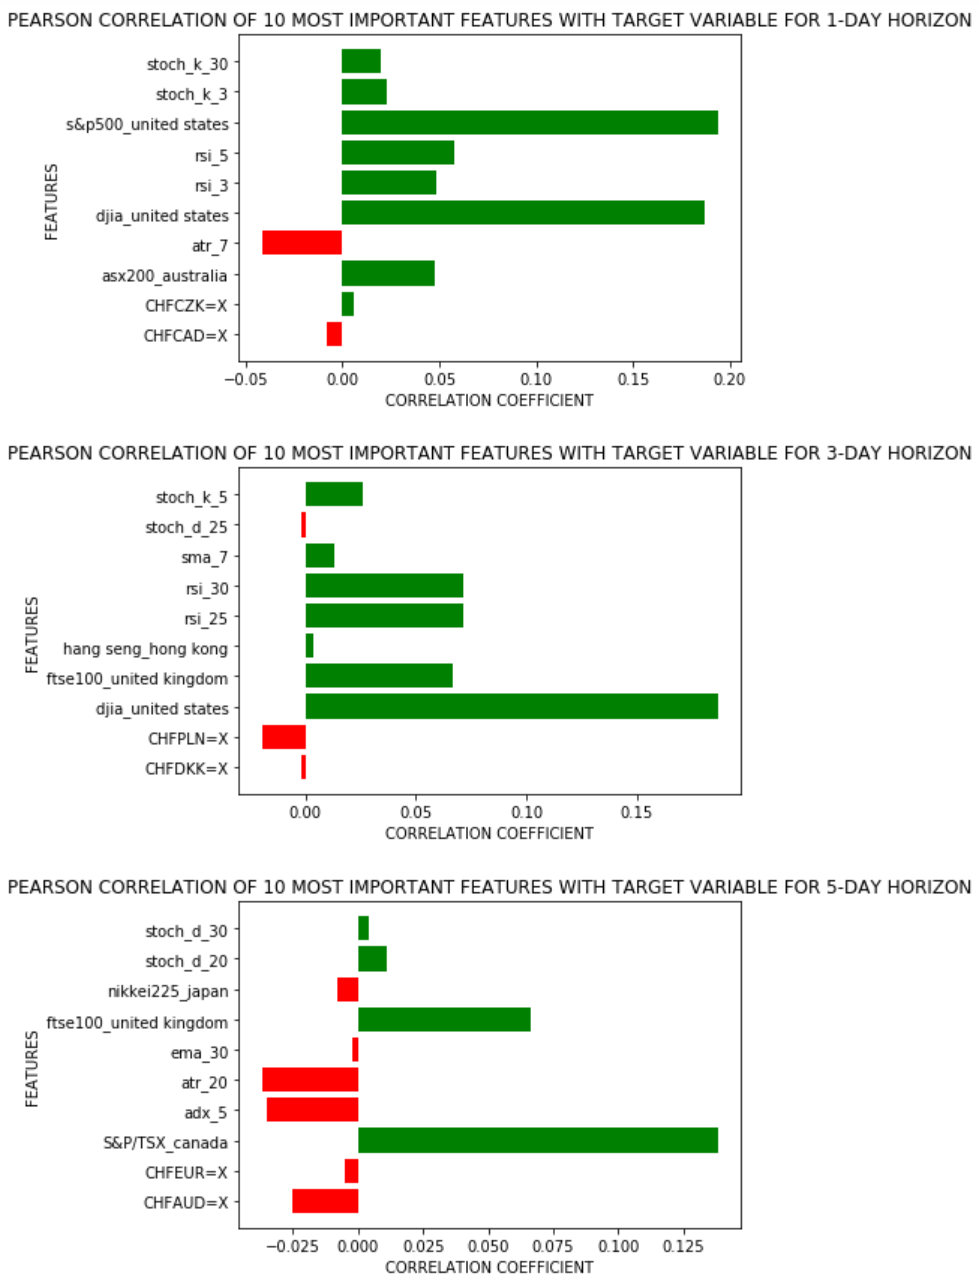 PEARSON CORRELATION OF 10 MOST IMPORTANT FEATURES WITH TARGET VARIABLE FOR 1-DAY HORIZON
FEATURES
stoch_k_30
stoch_k_3
s&p500_united states
rsi_5
rsi_3
djia_united states
atr_7
asx200_australia
CHFCZK=X
CHFCAD=X
−0.05 0.00 0.05 0.10 0.15 0.20
CORRELATION COEFFICIENT
PEARSON CORRELATION OF 10 MOST IMPORTANT FEATURES WITH TARGET VARIABLE FOR 3-DAY HORIZON
FEATURES
stoch_k_5
stoch_d_25
sma_7
rsi_30
rsi_25
hang seng_hong kong
ftse100_united kingdom
djia_united states
CHFPLN=X
CHFDKK=X
0.00 0.05 0.10 0.15
CORRELATION COEFFICIENT
PEARSON CORRELATION OF 10 MOST IMPORTANT FEATURES WITH TARGET VARIABLE FOR 5-DAY HORIZON
FEATURES
stoch_d_30
stoch_d_20
nikkei225_japan
ftse100_united kingdom
ema_30
atr_20
adx_5
S&P/TSX_canada
CHFEUR=X
CHFAUD=X
−0.025 0.000 0.025 0.050 0.075 0.100 0.125
CORRELATION COEFFICIENT